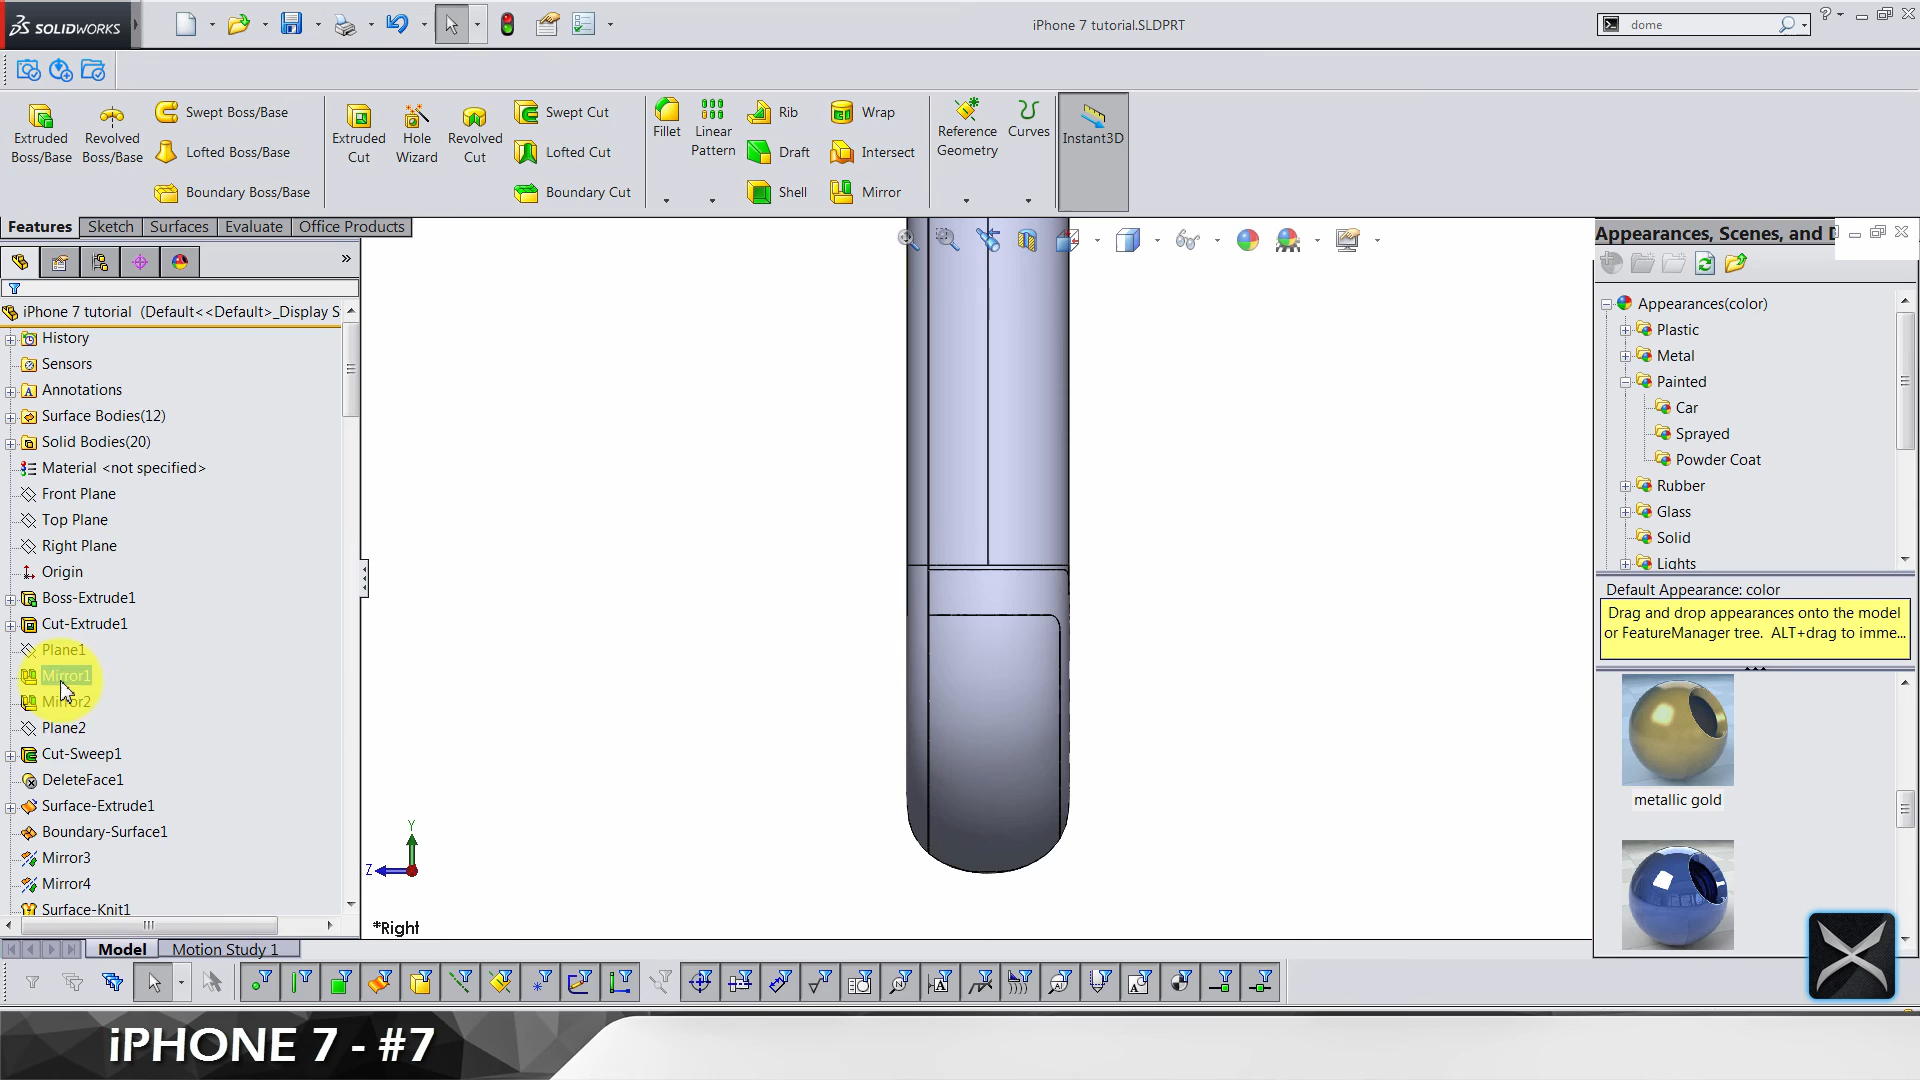 SOLIDWORKS
iPhone 7 tutorial.SLDPRT
dome
Extruded Boss/Base
Revolved Boss/Base
Swept Boss/Base
Lofted Boss/Base
Boundary Boss/Base
Extruded Cut
Hole Wizard
Revolved Cut
Swept Cut
Lofted Cut
Boundary Cut
Fillet
Linear Pattern
Rib
Draft
Shell
Wrap
Intersect
Mirror
Reference Geometry
Curves
Instant3D
Features
Sketch
Surfaces
Evaluate
Office Products
iPhone 7 tutorial (Default<<Default>_Display S
History
Sensors
Annotations
Surface Bodies(12)
Solid Bodies(20)
Material <not specified>
Front Plane
Top Plane
Right Plane
Origin
Boss-Extrude1
Cut-Extrude1
Plane1
Mirror1
Mirror2
Plane2
Cut-Sweep1
DeleteFace1
Surface-Extrude1
Boundary-Surface1
Mirror3
Mirror4
Surface-Knit1
Y
Z
*Right
Model
Motion Study 1
Appearances, Scenes, and D
Appearances(color)
Plastic
Metal
Painted
Car
Sprayed
Powder Coat
Rubber
Glass
Solid
Lights
Default Appearance: color
Drag and drop appearances onto the model
or FeatureManager tree. ALT+drag to imme...
metallic gold
iPHONE 7 - #7